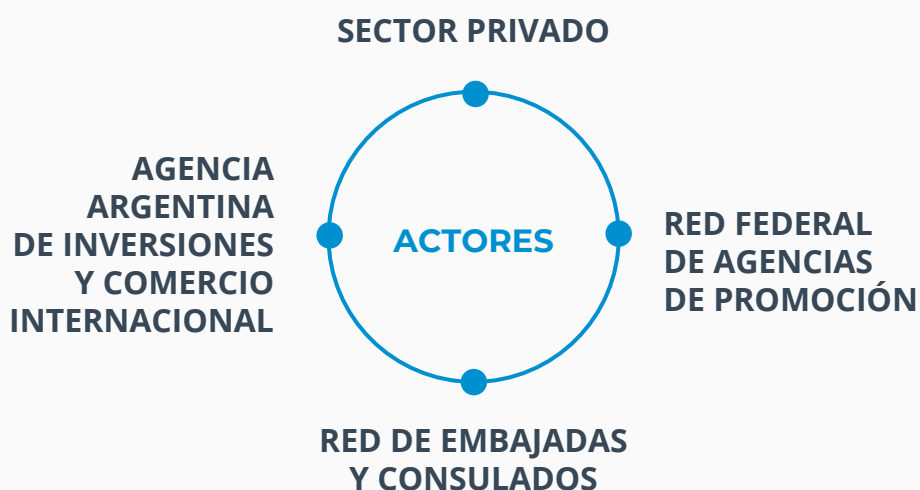 SECTOR PRIVADO
AGENCIA
ARGENTINA
DE INVERSIONES
Y COMERCIO
INTERNACIONAL
ACTORES
RED FEDERAL
DE AGENCIAS
DE PROMOCIÓN
RED DE EMBAJADAS
Y CONSULADOS